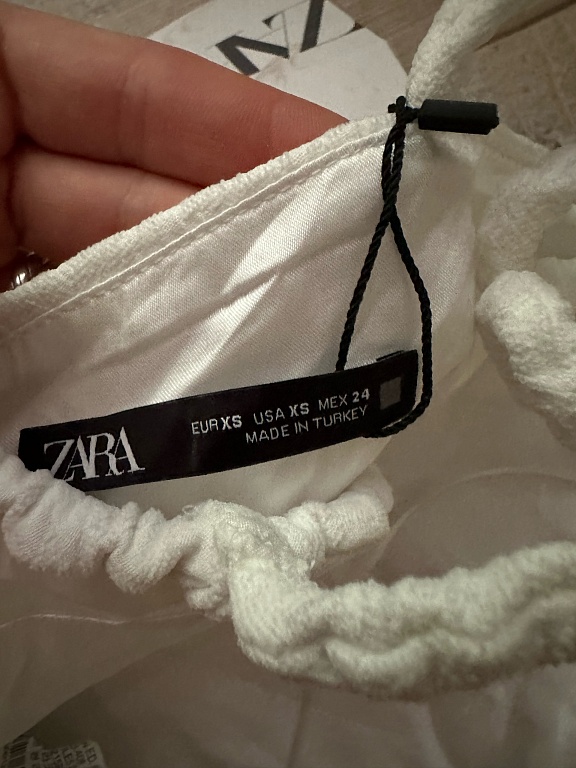 ZARA
EUR XS USA XS MEX 24
MADE IN TURKEY